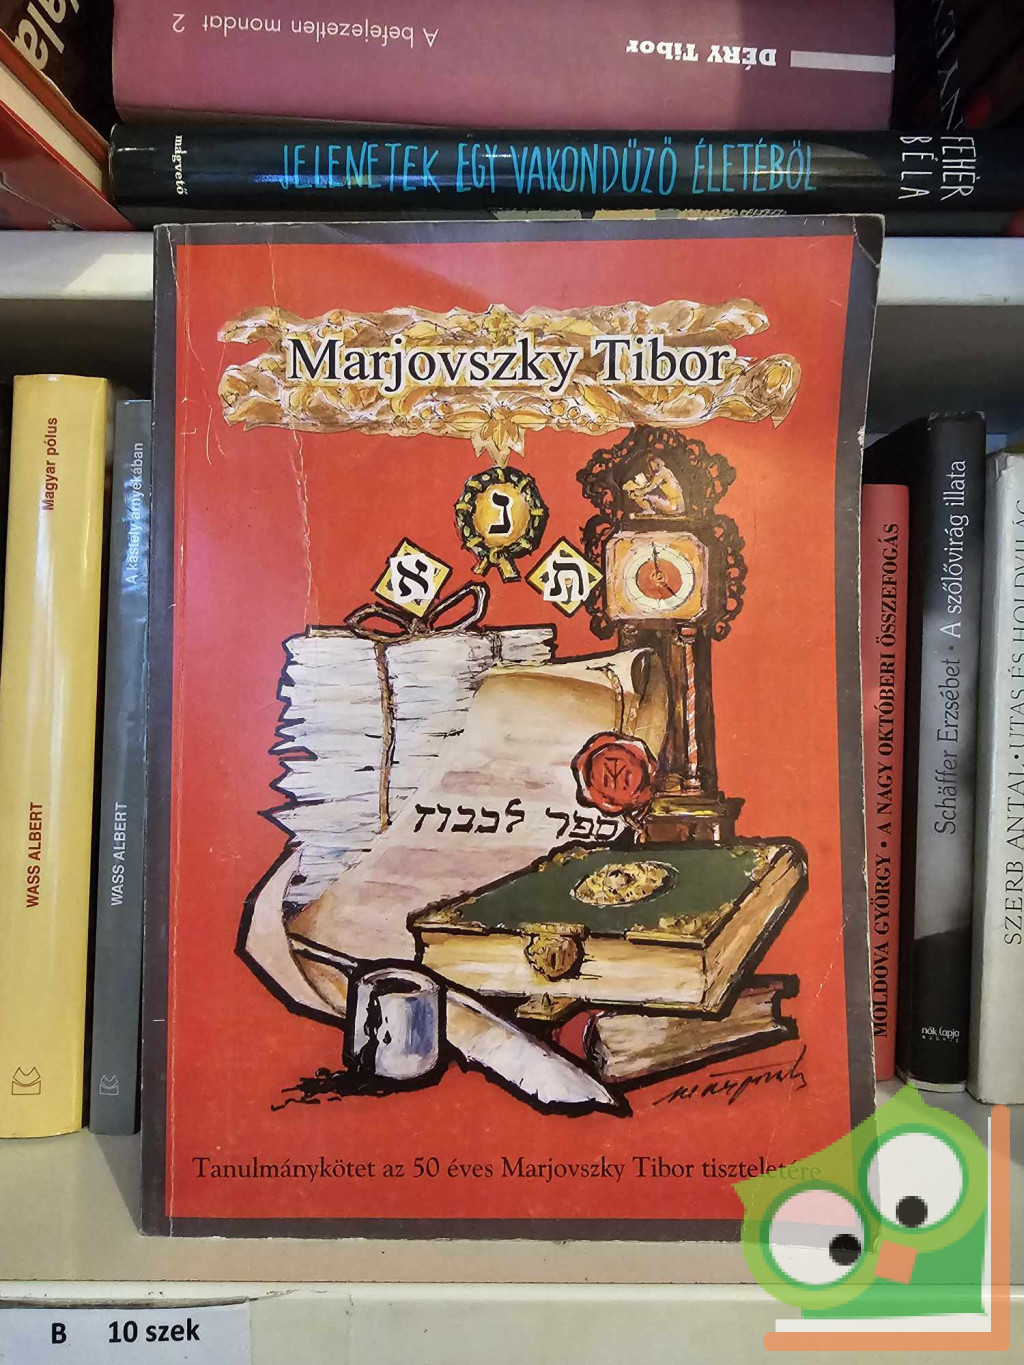 DÉRY Tibor
A befejezetlen mondat 2
FEHÉR
BÉLA
JELENETEK EGY VAKONDŰZŐ ÉLETÉBŐL
magvető
Marjovszky Tibor
נ
א
ת
ספר לכבוד
Tanulmánykötet az 50 éves Marjovszky Tibor tiszteletére
WASS ALBERT
Magyar pólus
WASS ALBERT
A kastély árnyékában
MOLDOVA GYÖRGY • A NAGY OKTÓBERI ÖSSZEFOGÁS
Schäffer Erzsébet • A szőlővirág illata
nők lapja
SZERB ANTAL • UTAS ÉS HOLDVILÁG
B 10 szek